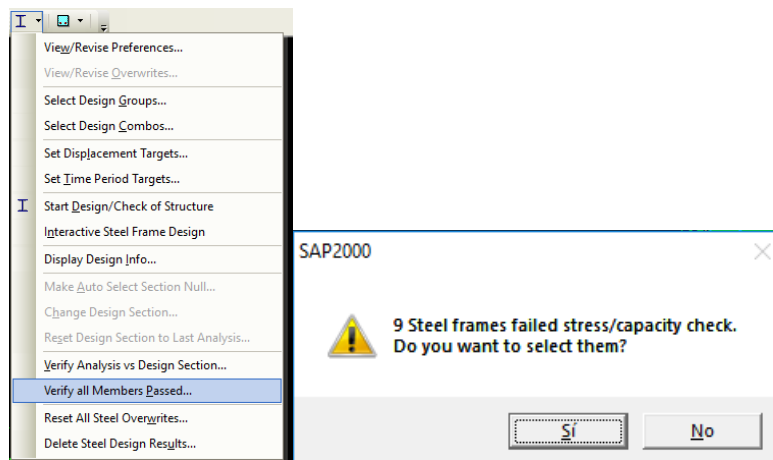 View/Revise Preferences...
View/Revise Overwrites...
Select Design Groups...
Select Design Combos...
Set Displacement Targets...
Set Time Period Targets...
Start Design/Check of Structure
Interactive Steel Frame Design
Display Design Info...
Make Auto Select Section Null...
Change Design Section...
Reset Design Section to Last Analysis...
Verify Analysis vs Design Section...
Verify all Members Passed...
Reset All Steel Overwrites...
Delete Steel Design Results...
SAP2000
9 Steel frames failed stress/capacity check.
Do you want to select them?
Sí
No